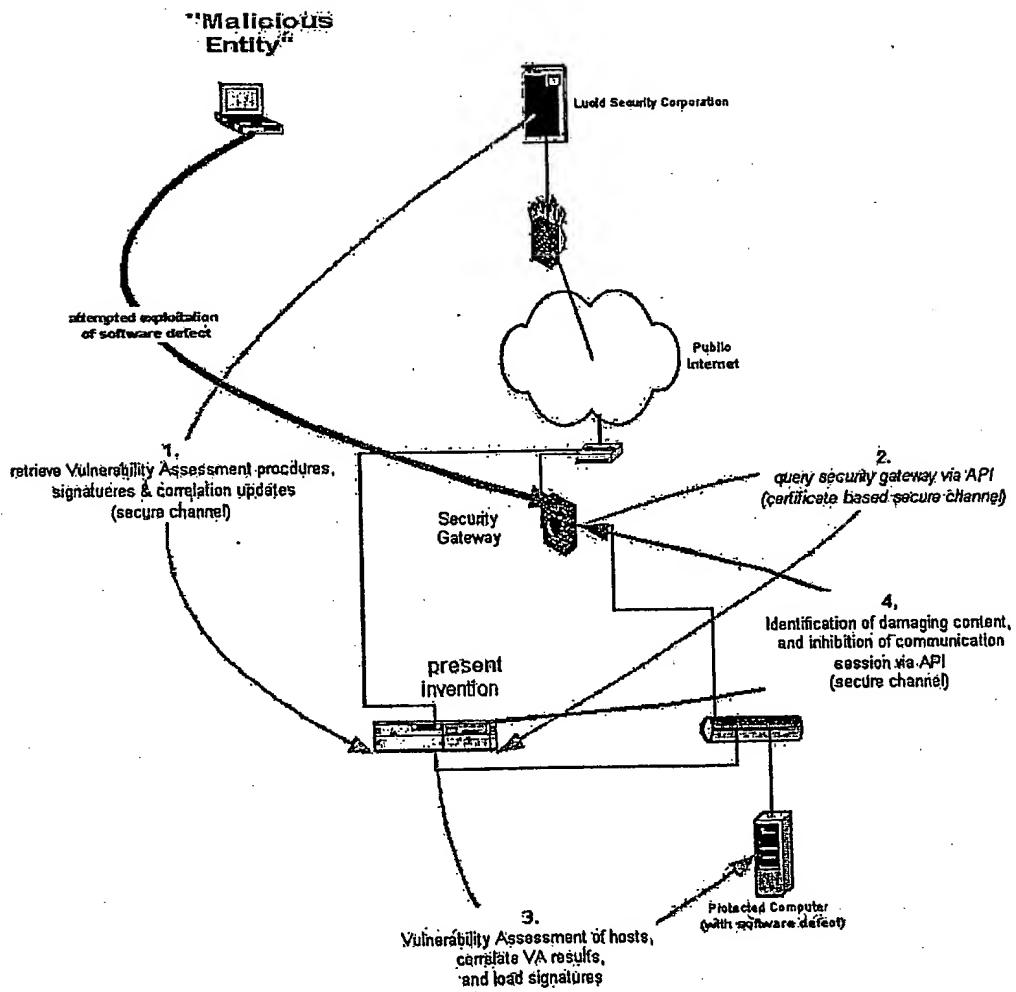 "Malicious
Entity"
Lucid Security Corporation
attempted exploitation
of software defect
Public
Internet
1.
retrieve Vulnerability Assessment procdures,
signatueres & correlation updates
(secure channel)
2.
query security gateway via API
(certificate based secure channel)
Security
Gateway
4.
Identification of damaging content,
and inhibition of communication
session via API
(secure channel)
present
invention
3.
Vulnerability Assessment of hosts,
correlate VA results,
and load signatures
Protected Computer
(with software defect)